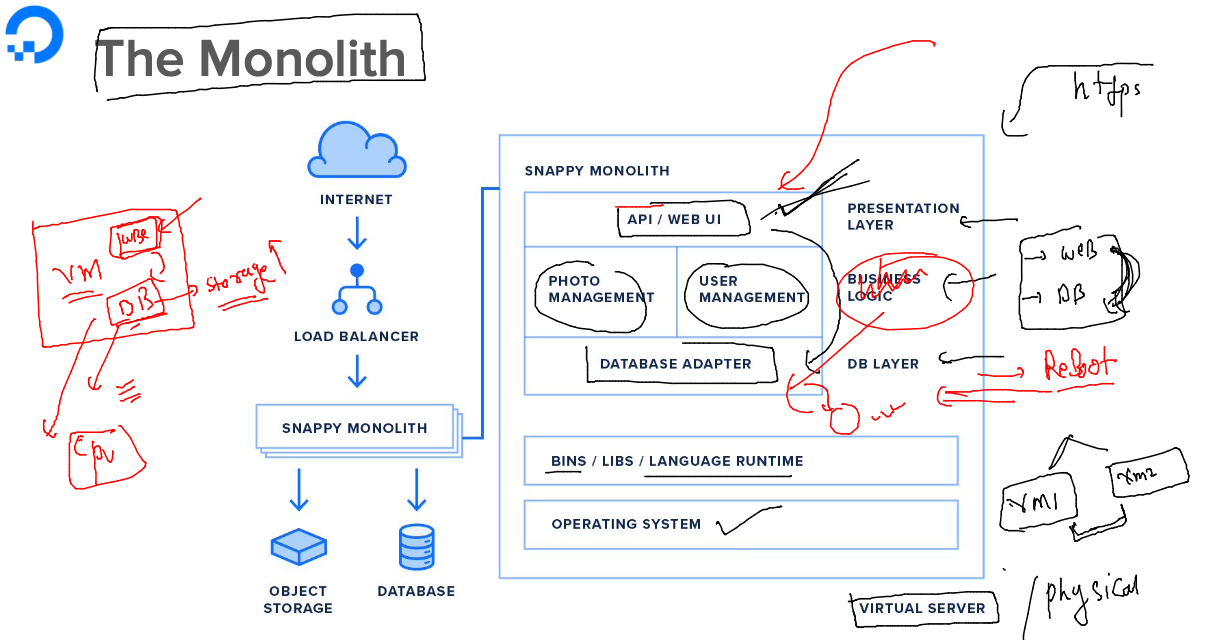 The Monolith
https
INTERNET
LOAD BALANCER
SNAPPY MONOLITH
OBJECT
STORAGE
DATABASE
SNAPPY MONOLITH
API / WEB UI
PRESENTATION
LAYER
PHOTO
MANAGEMENT
USER
MANAGEMENT
BUSINESS
LOGIC
DATABASE ADAPTER
DB LAYER
BINS / LIBS / LANGUAGE RUNTIME
OPERATING SYSTEM
VIRTUAL SERVER
/ physical
VM
DB
storage
CPU
WEB
DB
Reboot
VM1